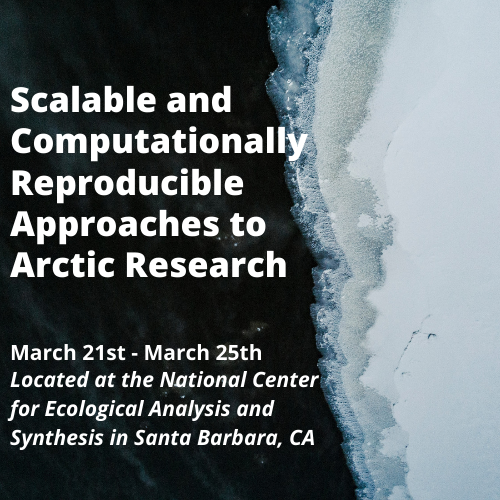 Scalable and
Computationally
Reproducible
Approaches to
Arctic Research
March 21st - March 25th
Located at the National Center
for Ecological Analysis and
Synthesis in Santa Barbara, CA